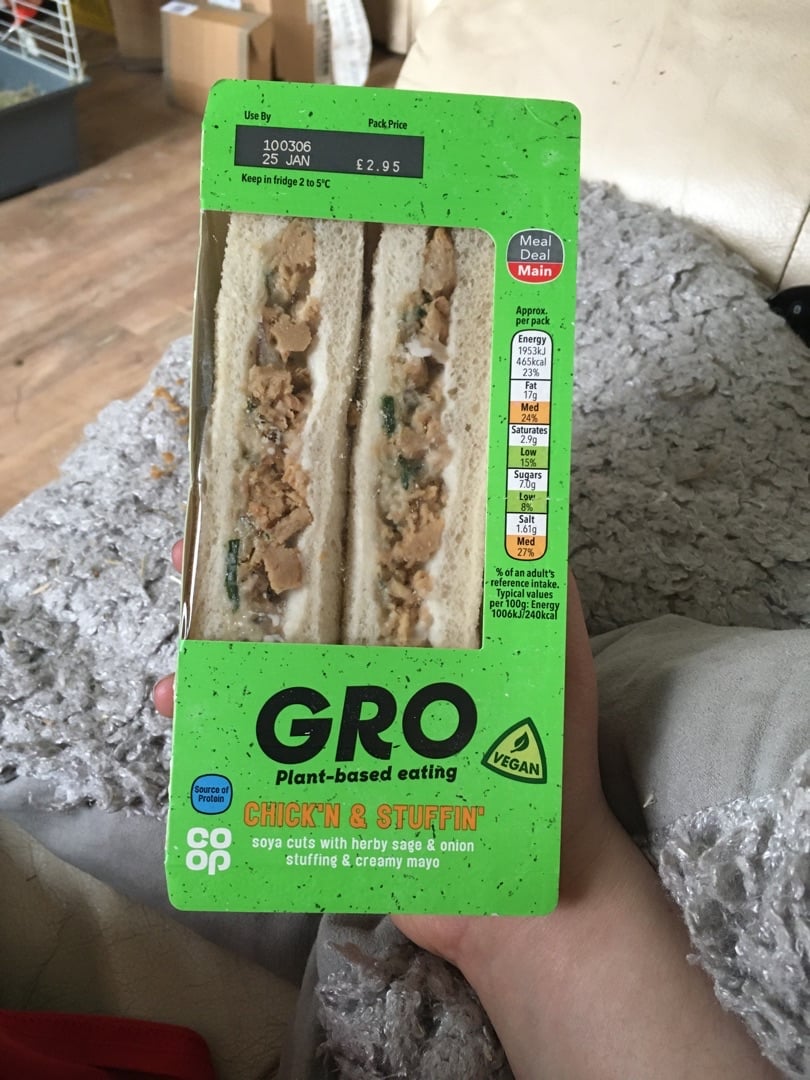 Use By
Pack Price
100306
25 JAN
£2.95
Keep in fridge 2 to 5°C
Meal
Deal
Main
Approx.
per pack
Energy
1953kJ
465kcal
23%
Fat
17g
Med
24%
Saturates
2.9g
Low
15%
Sugars
7.0g
Low
8%
Salt
1.61g
Med
27%
% of an adult's
reference intake.
Typical values
per 100g: Energy
1006kJ/240kcal
GRO
Plant-based eating
VEGAN
Source of
Protein
CHICK'N & STUFFIN'
soya cuts with herby sage & onion
stuffing & creamy mayo
CO
OP